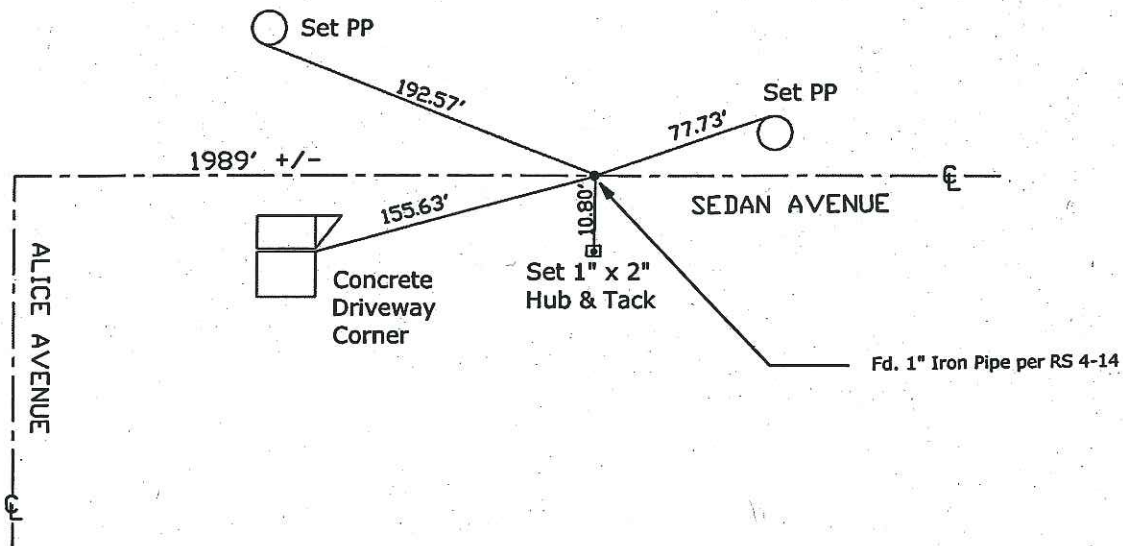 Set PP
192.57'
Set PP
77.73'
1989' +/-
℄
SEDAN AVENUE
155.63'
10.80'
ALICE AVENUE
Concrete
Driveway
Corner
Set 1" x 2"
Hub & Tack
Fd. 1" Iron Pipe per RS 4-14
℄